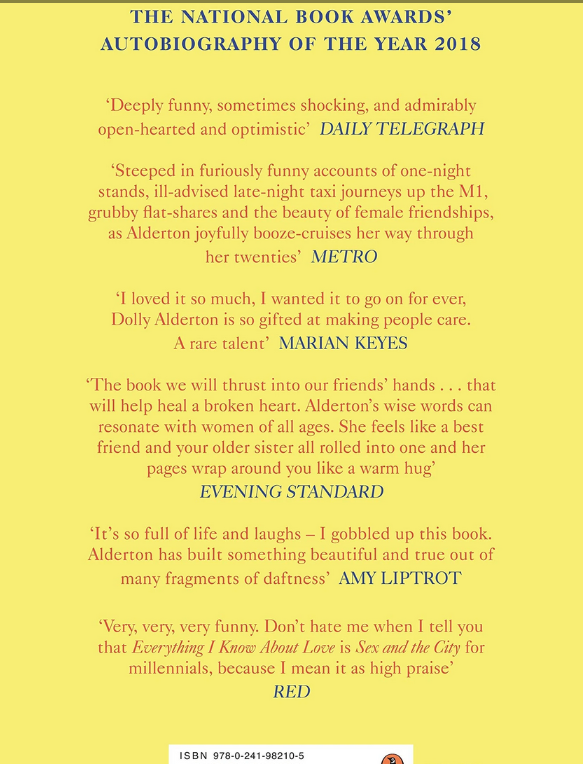 THE NATIONAL BOOK AWARDS’
AUTOBIOGRAPHY OF THE YEAR 2018
‘Deeply funny, sometimes shocking, and admirably
open-hearted and optimistic’ DAILY TELEGRAPH
‘Steeped in furiously funny accounts of one-night
stands, ill-advised late-night taxi journeys up the M1,
grubby flat-shares and the beauty of female friendships,
as Alderton joyfully booze-cruises her way through
her twenties’ METRO
‘I loved it so much, I wanted it to go on for ever,
Dolly Alderton is so gifted at making people care.
A rare talent’ MARIAN KEYES
‘The book we will thrust into our friends’ hands . . . that
will help heal a broken heart. Alderton’s wise words can
resonate with women of all ages. She feels like a best
friend and your older sister all rolled into one and her
pages wrap around you like a warm hug’
EVENING STANDARD
‘It’s so full of life and laughs – I gobbled up this book.
Alderton has built something beautiful and true out of
many fragments of daftness’ AMY LIPTROT
‘Very, very, very funny. Don’t hate me when I tell you
that Everything I Know About Love is Sex and the City for
millennials, because I mean it as high praise’
RED
ISBN 978-0-241-98210-5